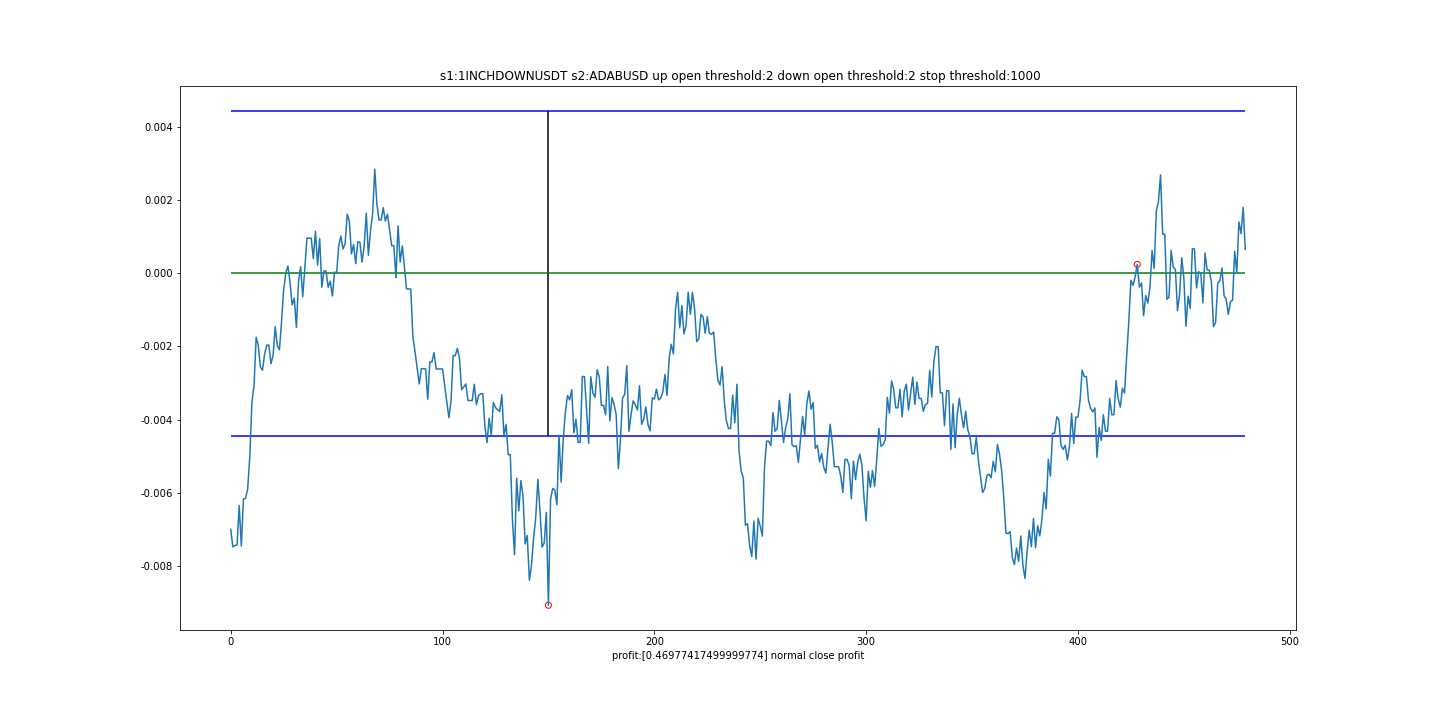 s1:1INCHDOWNUSDT s2:ADABUSD up open threshold:2 down open threshold:2 stop threshold:1000
0.004
0.002
0.000
-0.002
-0.004
-0.006
-0.008
0 100 200 300 400 500
profit:[0.46977417499999774] normal close profit